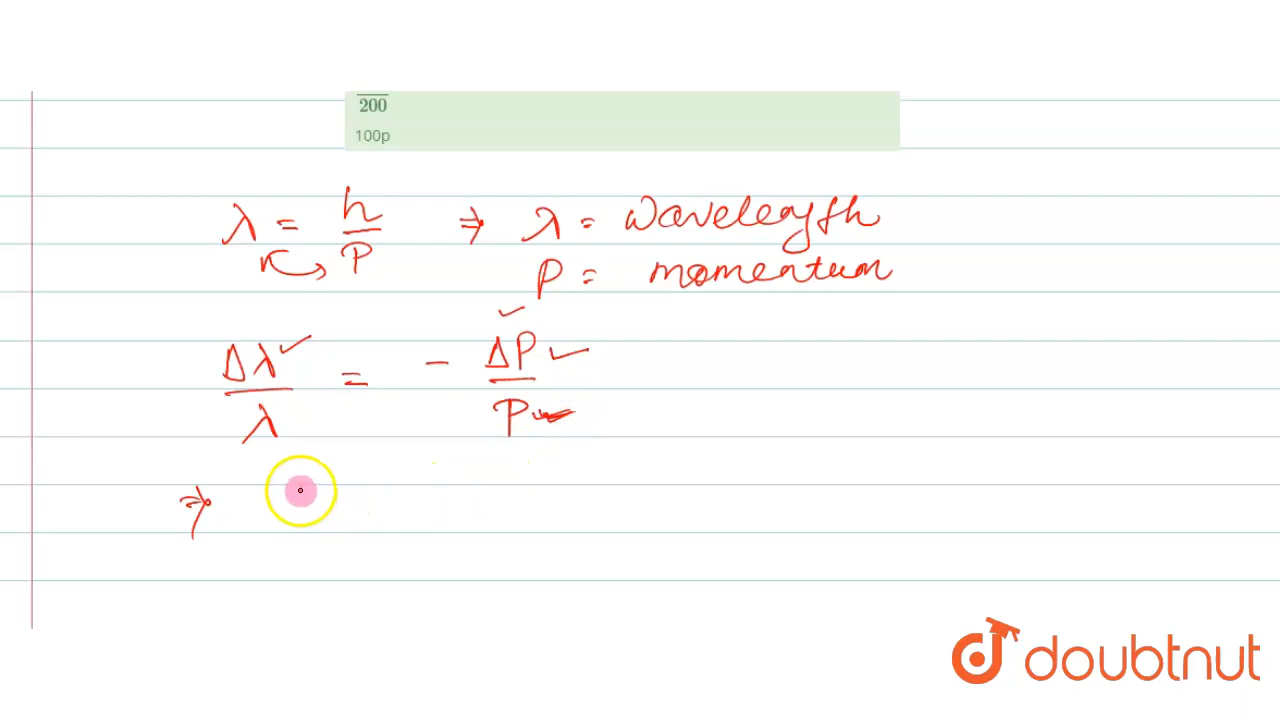 200
100p
λ = h/P ⇒ λ = wavelength
P = momentum
Δλ/λ = - ΔP/P
⇒
doubtnut